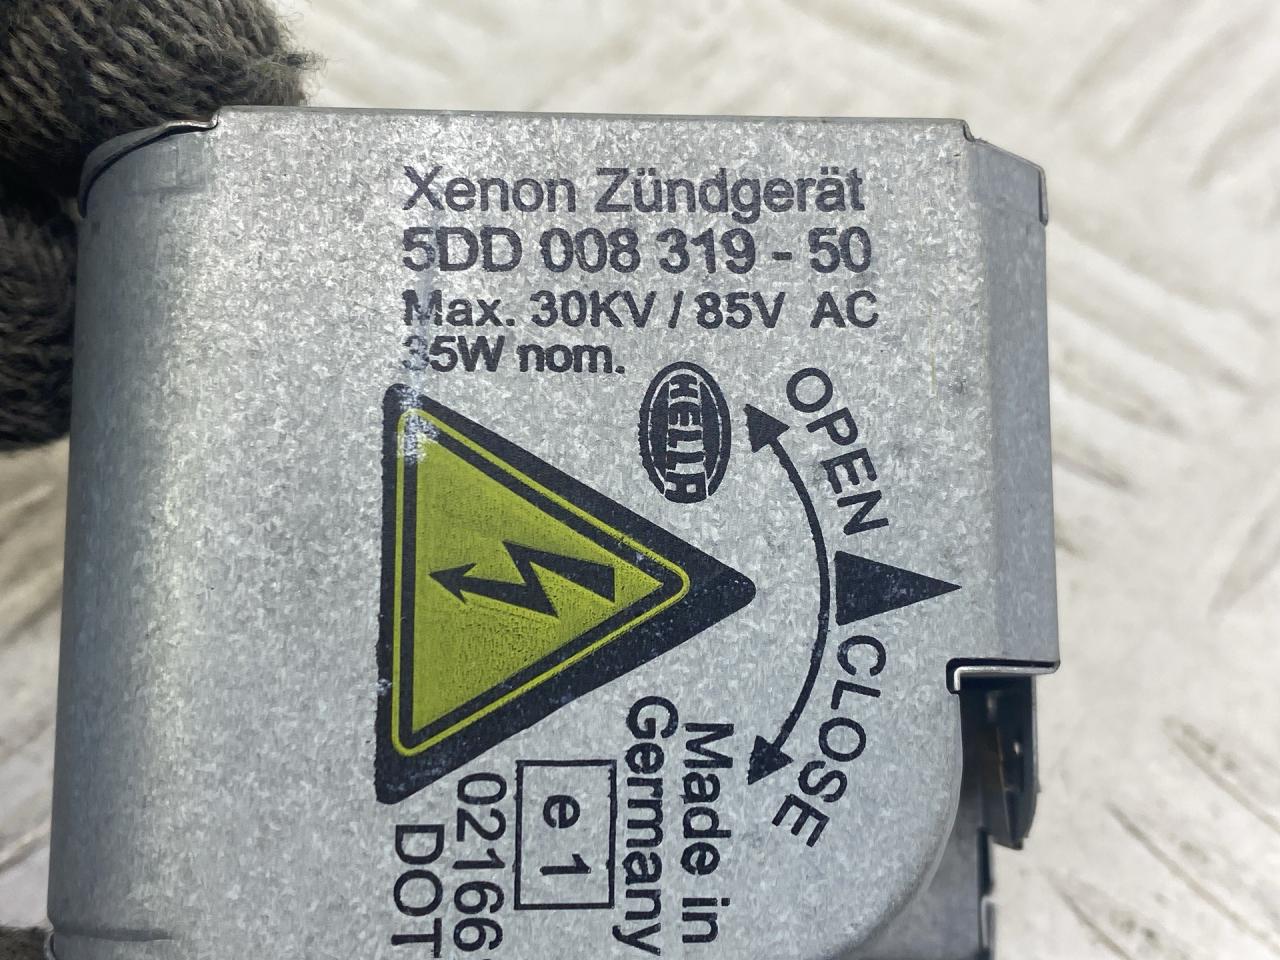 Xenon Zündgerät
5DD 008 319 - 50
Max. 30KV / 85V AC
35W nom.
HELLA
OPEN
CLOSE
Made in
Germany
e 1
02166
DOT